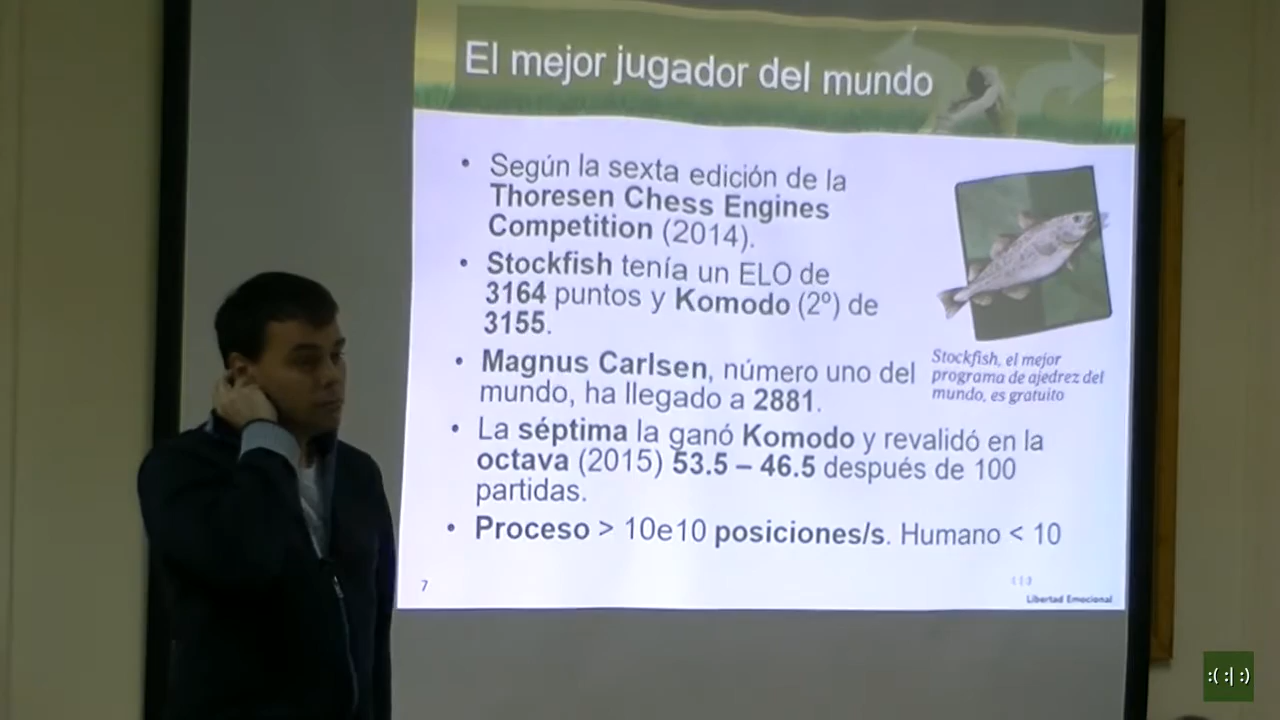 El mejor jugador del mundo
• Según la sexta edición de la
Thoresen Chess Engines
Competition (2014).
• Stockfish tenía un ELO de
3164 puntos y Komodo (2º) de
3155.
• Magnus Carlsen, número uno del
mundo, ha llegado a 2881.
Stockfish, el mejor
programa de ajedrez del
mundo, es gratuito
• La séptima la ganó Komodo y revalidó en la
octava (2015) 53.5 – 46.5 después de 100
partidas.
• Proceso > 10e10 posiciones/s. Humano < 10
7
Libertad Emocional
:( :| :)